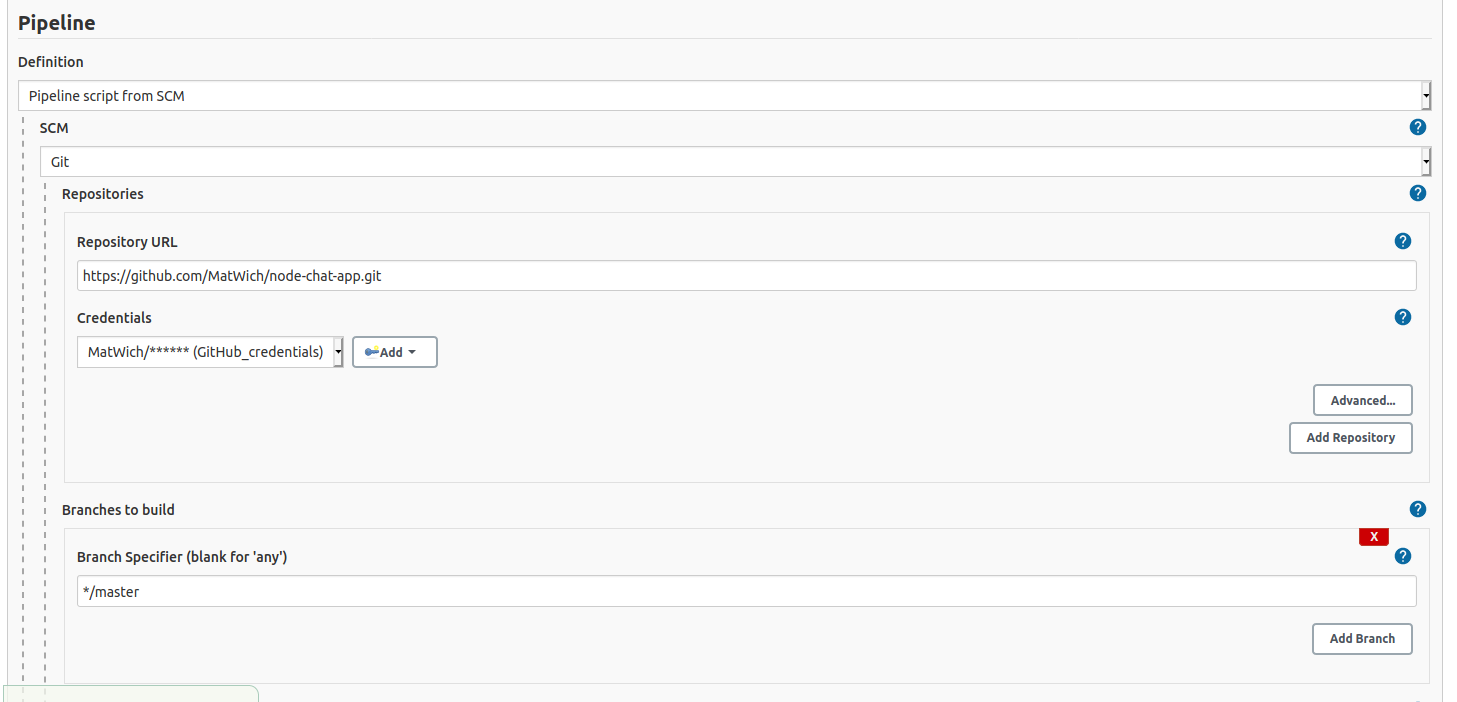 Pipeline
Definition
Pipeline script from SCM
SCM
?
Git
Repositories
?
Repository URL
?
https://github.com/MatWich/node-chat-app.git
Credentials
?
MatWich/****** (GitHub_credentials)
Add
Advanced...
Add Repository
Branches to build
?
X
Branch Specifier (blank for 'any')
?
*/master
Add Branch